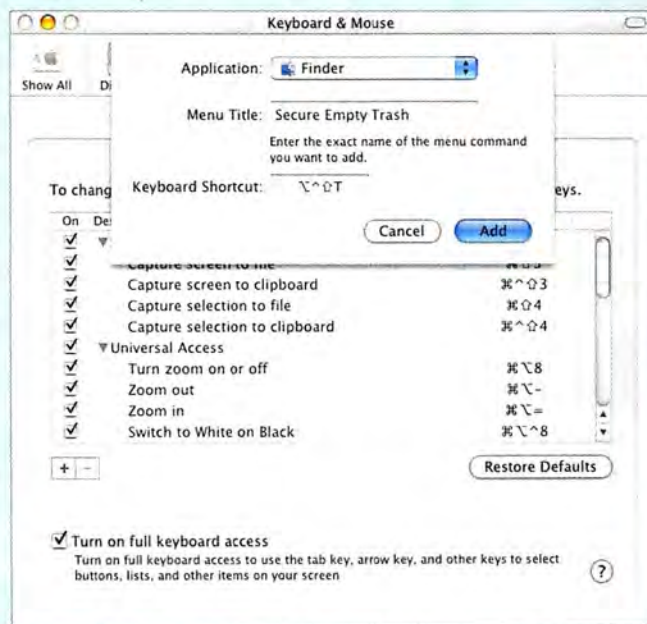 Keyboard & Mouse
Show All
Application: Finder
Menu Title: Secure Empty Trash
Enter the exact name of the menu command
you want to add.
Keyboard Shortcut: ⌥^⇧T
Cancel Add
To chang eys.
On De
Capture screen to file ⌘⇧3
Capture screen to clipboard ⌘^⇧3
Capture selection to file ⌘⇧4
Capture selection to clipboard ⌘^⇧4
▼Universal Access
Turn zoom on or off ⌘⌥8
Zoom out ⌘⌥-
Zoom in ⌘⌥=
Switch to White on Black ⌘⌥^8
+ -
Restore Defaults
Turn on full keyboard access
Turn on full keyboard access to use the tab key, arrow key, and other keys to select
buttons, lists, and other items on your screen
?